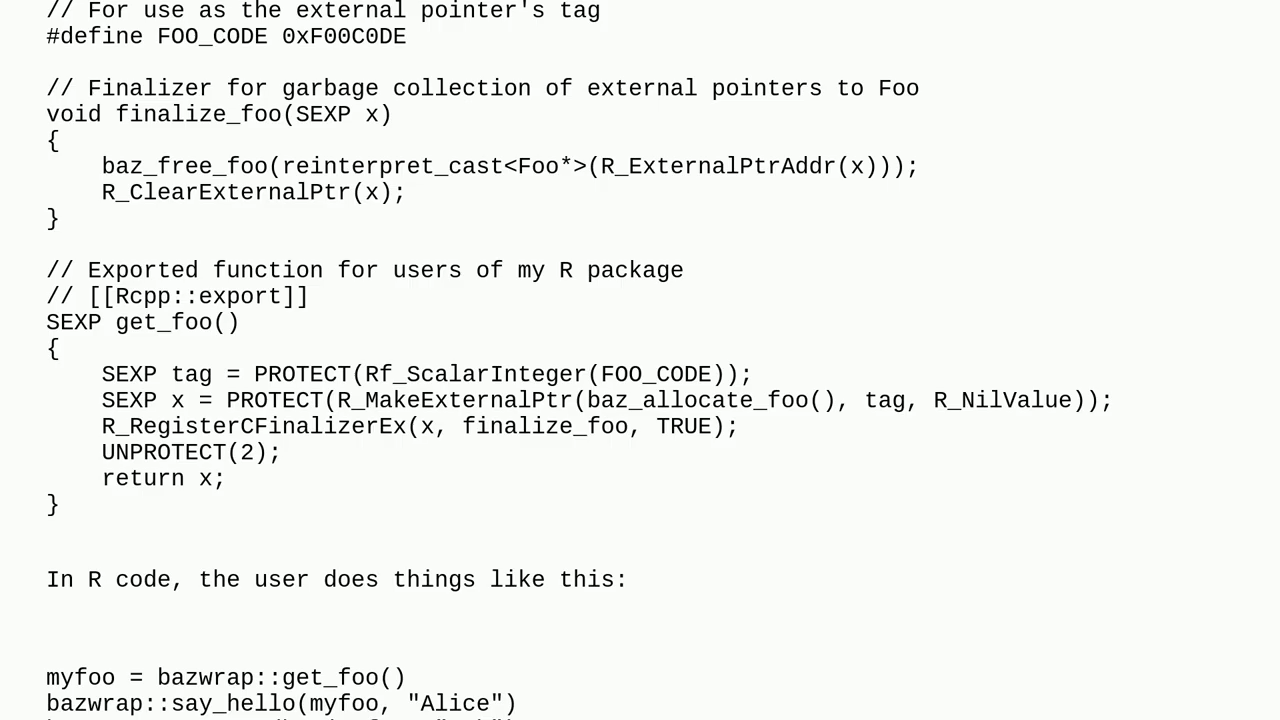 // For use as the external pointer's tag
#define FOO_CODE 0xF00C0DE
// Finalizer for garbage collection of external pointers to Foo
void finalize_foo(SEXP x)
{
    baz_free_foo(reinterpret_cast<Foo*>(R_ExternalPtrAddr(x)));
    R_ClearExternalPtr(x);
}
// Exported function for users of my R package
// [[Rcpp::export]]
SEXP get_foo()
{
    SEXP tag = PROTECT(Rf_ScalarInteger(FOO_CODE));
    SEXP x = PROTECT(R_MakeExternalPtr(baz_allocate_foo(), tag, R_NilValue));
    R_RegisterCFinalizerEx(x, finalize_foo, TRUE);
    UNPROTECT(2);
    return x;
}
In R code, the user does things like this:
myfoo = bazwrap::get_foo()
bazwrap::say_hello(myfoo, "Alice")